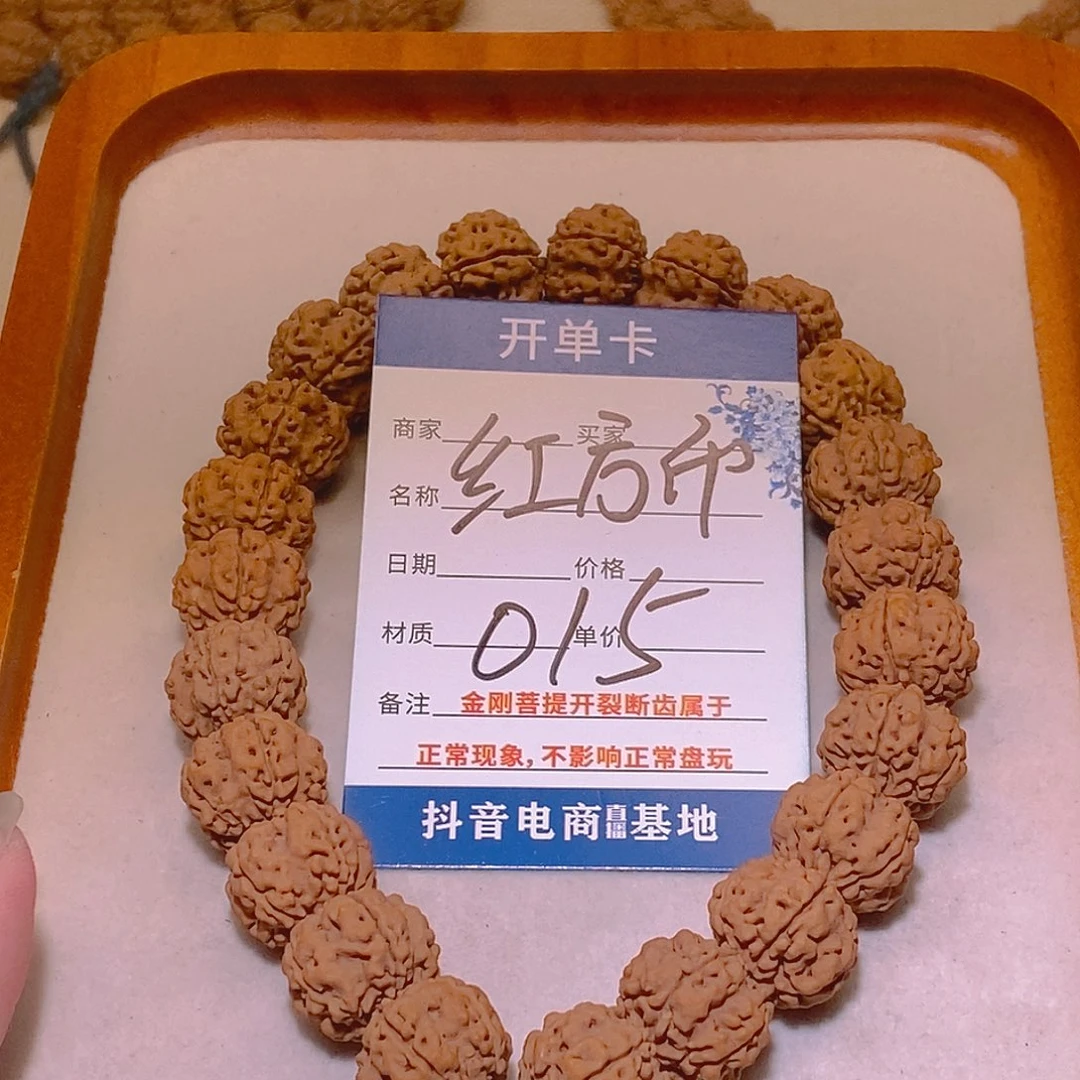 开单卡
商家 买家
名称 红方印
日期 价格
材质 单价
015
备注 金刚菩提开裂断齿属于
正常现象,不影响正常盘玩
抖音电商直播基地